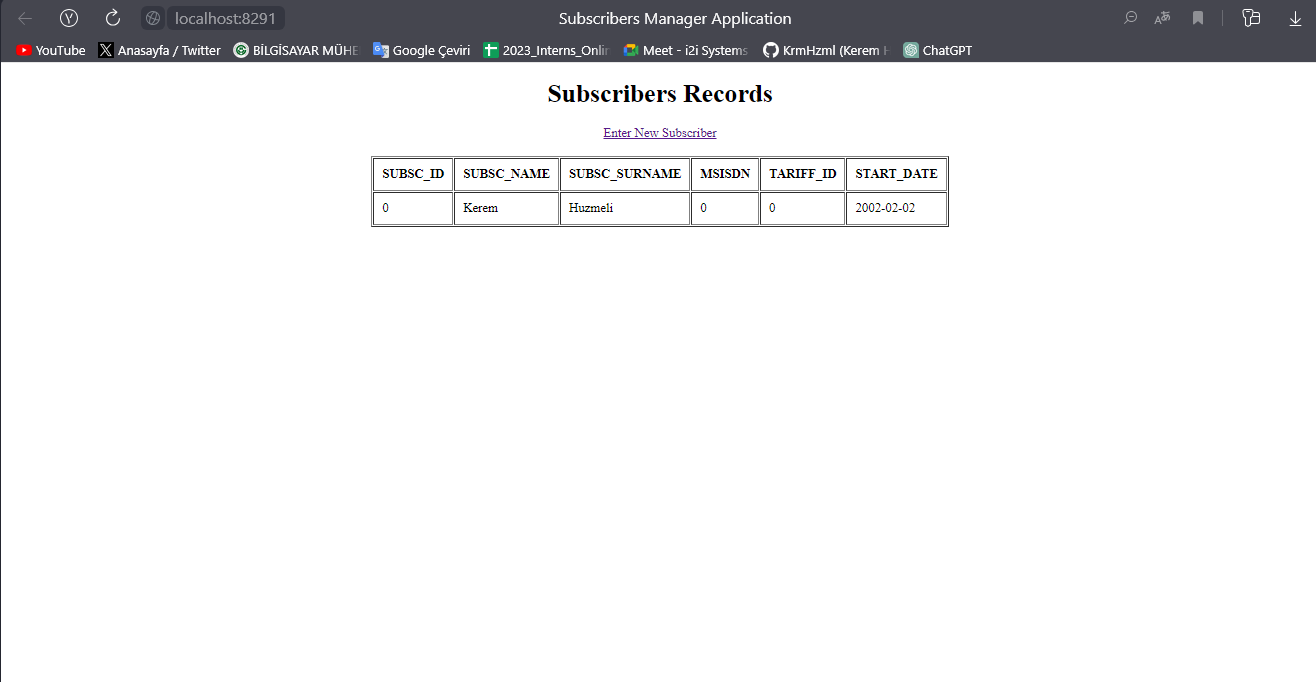 localhost:8291 Subscribers Manager Application
YouTube Anasayfa / Twitter BİLGİSAYAR MÜHE Google Çeviri 2023_Interns_Onlin Meet - i2i Systems KrmHzml (Kerem H ChatGPT
Subscribers Records
Enter New Subscriber
SUBSC_ID SUBSC_NAME SUBSC_SURNAME MSISDN TARIFF_ID START_DATE
0 Kerem Huzmeli 0 0 2002-02-02